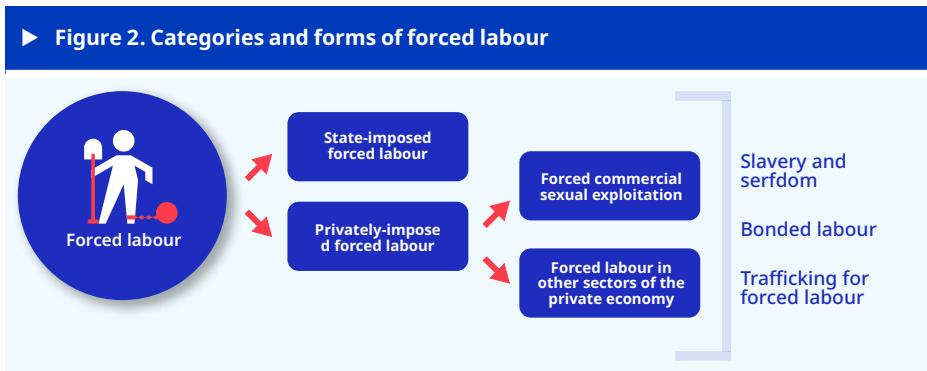 Figure 2. Categories and forms of forced labour
Forced labour
State-imposed
forced labour
Privately-impose
d forced labour
Forced commercial
sexual exploitation
Forced labour in
other sectors of the
private economy
Slavery and
serfdom
Bonded labour
Trafficking for
forced labour